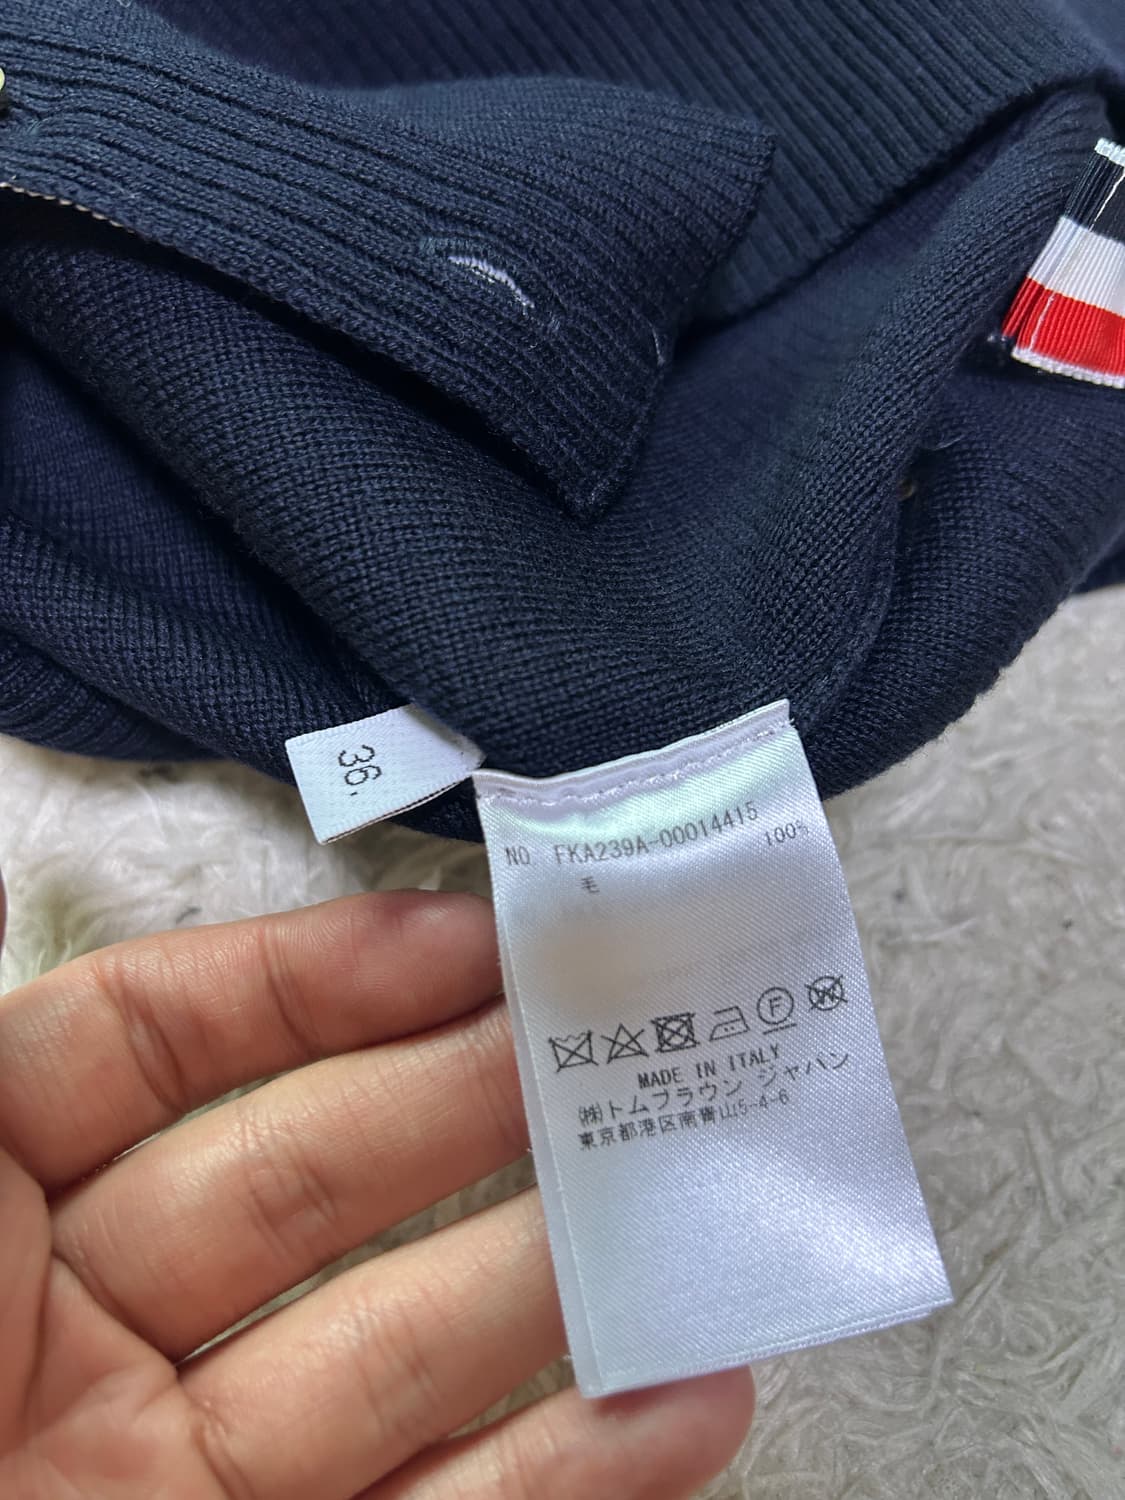 36.
NO. FKA239A-00014415
毛 100%
F
W
MADE IN ITALY
㈱トムブラウン ジャパン
東京都港区南青山5-4-6